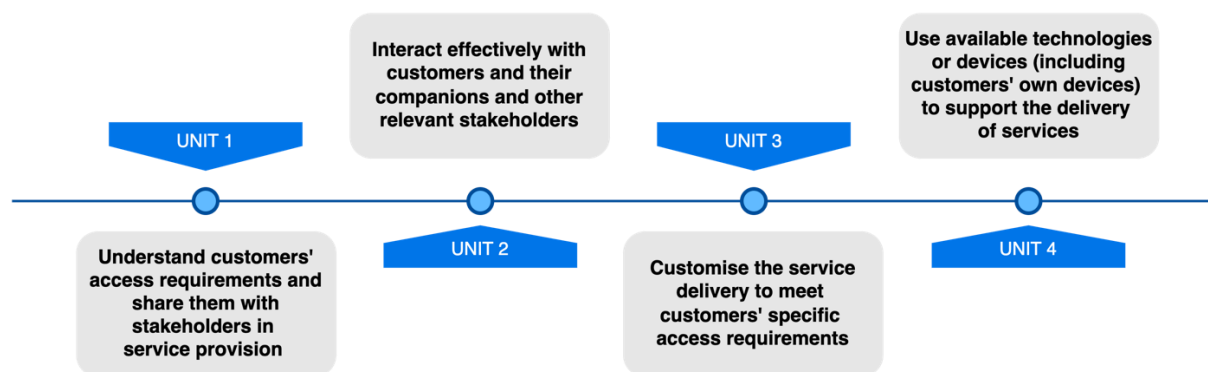 UNIT 1
Understand customers'
access requirements and
share them with
stakeholders in
service provision
Interact effectively with
customers and their
companions and other
relevant stakeholders
UNIT 2
UNIT 3
Customise the service
delivery to meet
customers' specific
access requirements
Use available technologies
or devices (including
customers' own devices)
to support the delivery
of services
UNIT 4